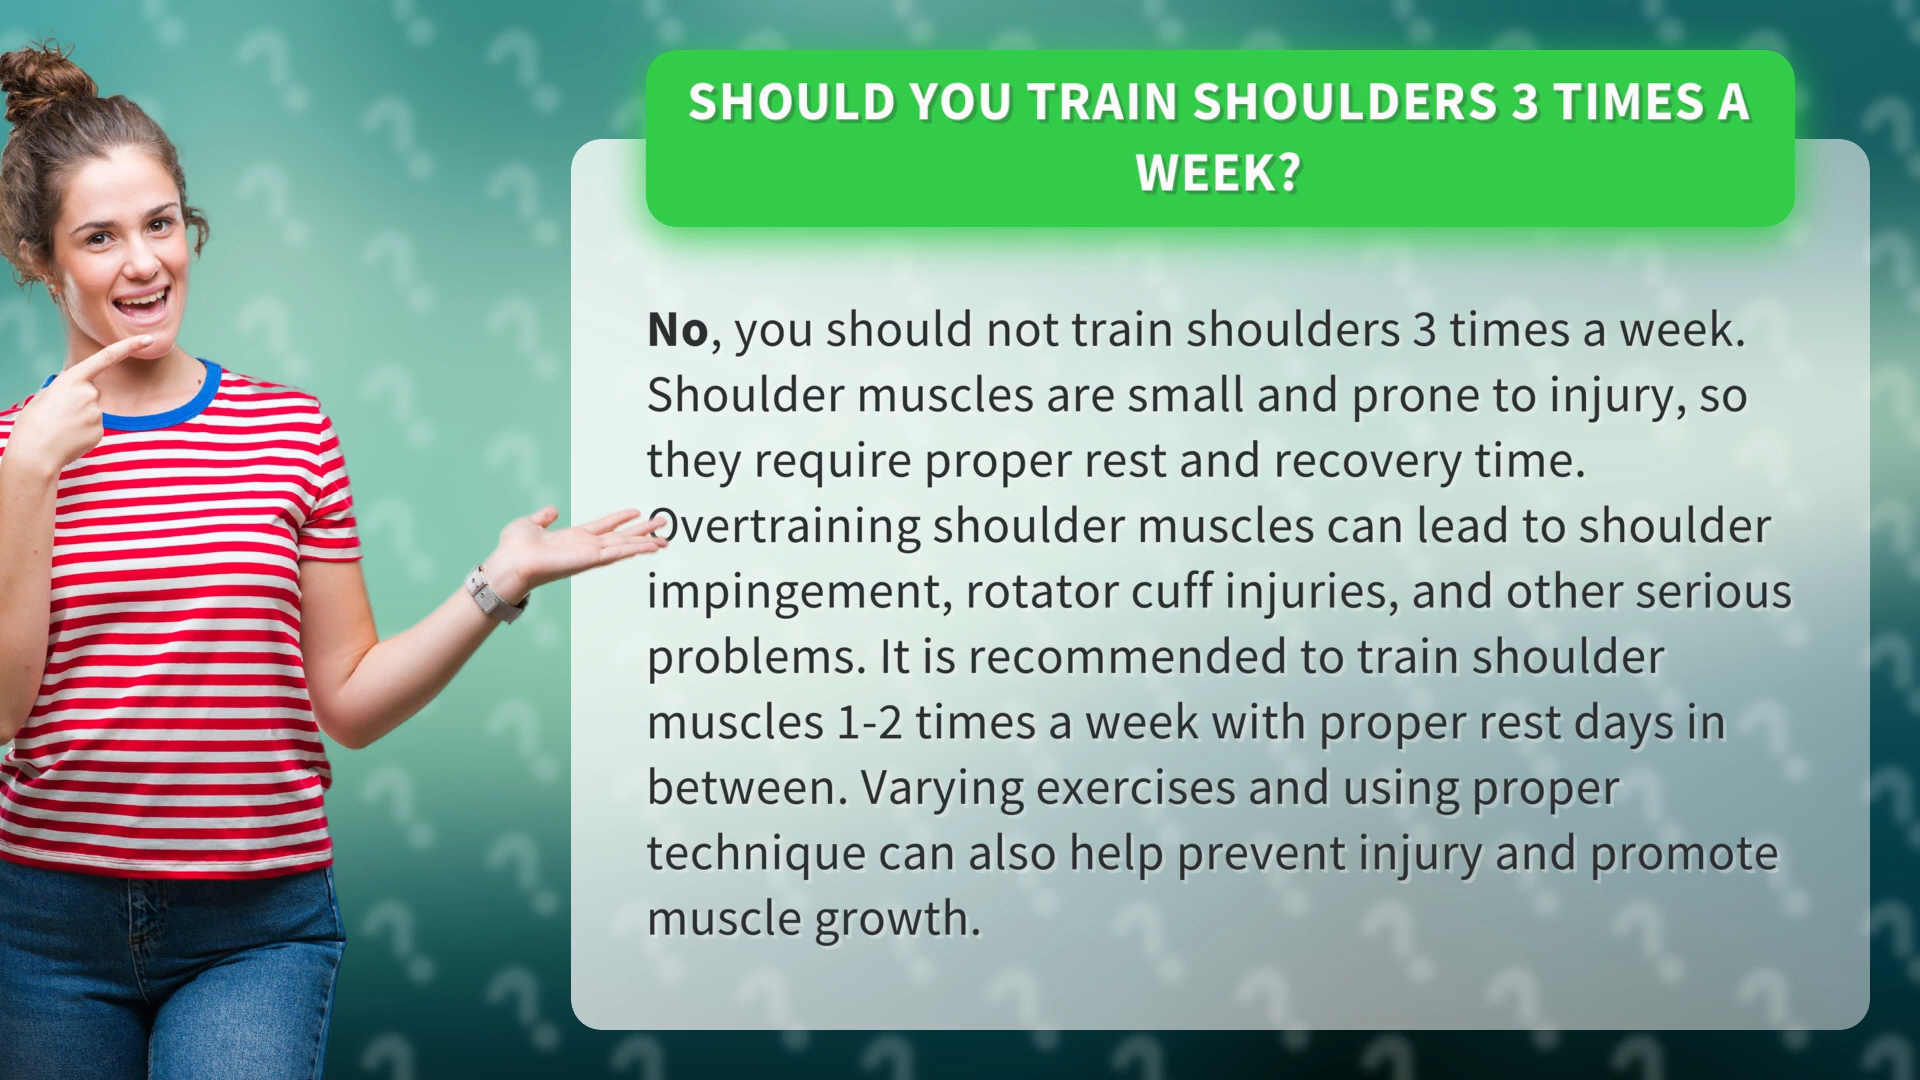 SHOULD YOU TRAIN SHOULDERS 3 TIMES A
WEEK?
No, you should not train shoulders 3 times a week.
Shoulder muscles are small and prone to injury, so
they require proper rest and recovery time.
Overtraining shoulder muscles can lead to shoulder
impingement, rotator cuff injuries, and other serious
problems. It is recommended to train shoulder
muscles 1-2 times a week with proper rest days in
between. Varying exercises and using proper
technique can also help prevent injury and promote
muscle growth.